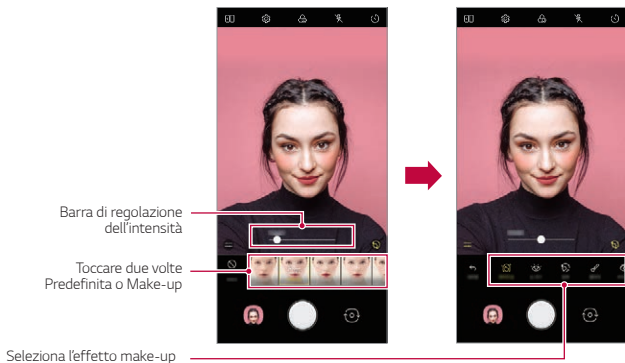 Barra di regolazione
dell'intensità
Toccare due volte
Predefinita o Make-up
Seleziona l'effetto make-up